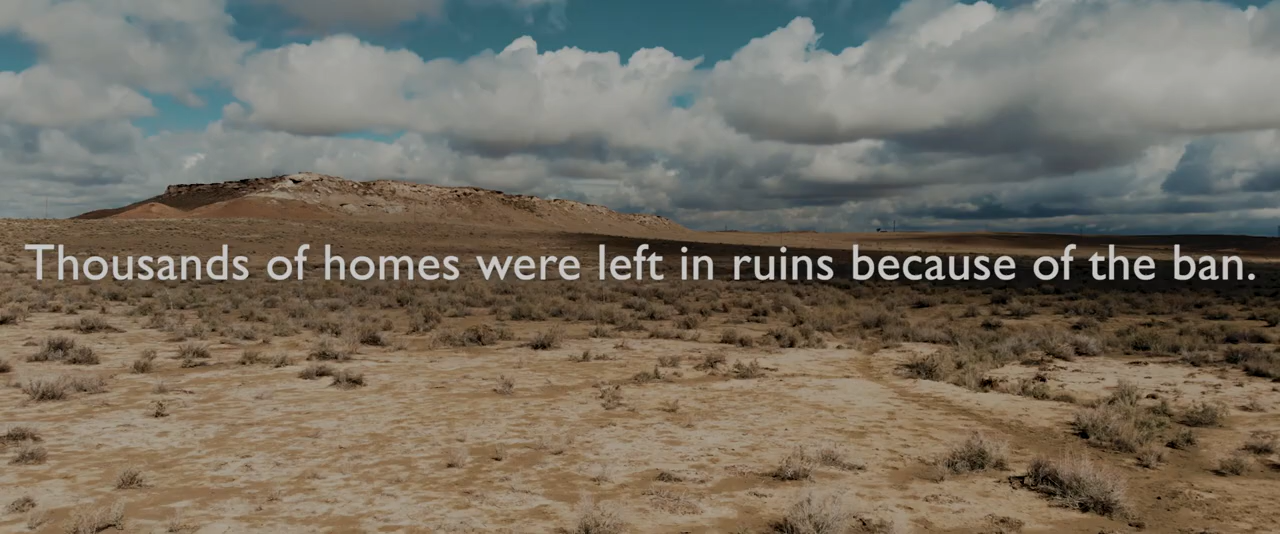 Thousands of homes were left in ruins because of the ban.